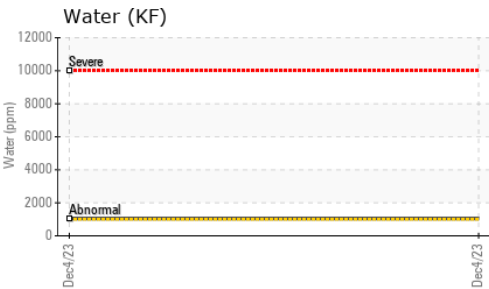 Water (KF)
12000
Severe
10000
8000
Water (ppm)
6000
4000
2000
Abnormal
0
Dec4/23
Dec4/23